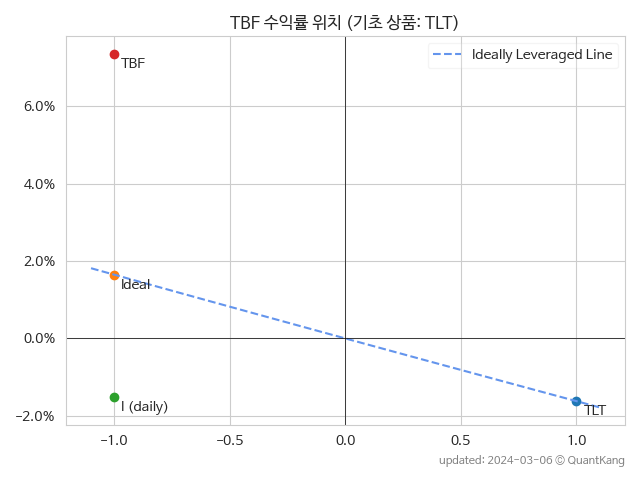 TBF 수익률 위치 (기초 상품: TLT)
Ideally Leveraged Line
TBF
6.0%
4.0%
2.0%
Ideal
0.0%
I (daily)
TLT
−2.0%
−1.0 −0.5 0.0 0.5 1.0
updated: 2024-03-06 © QuantKang